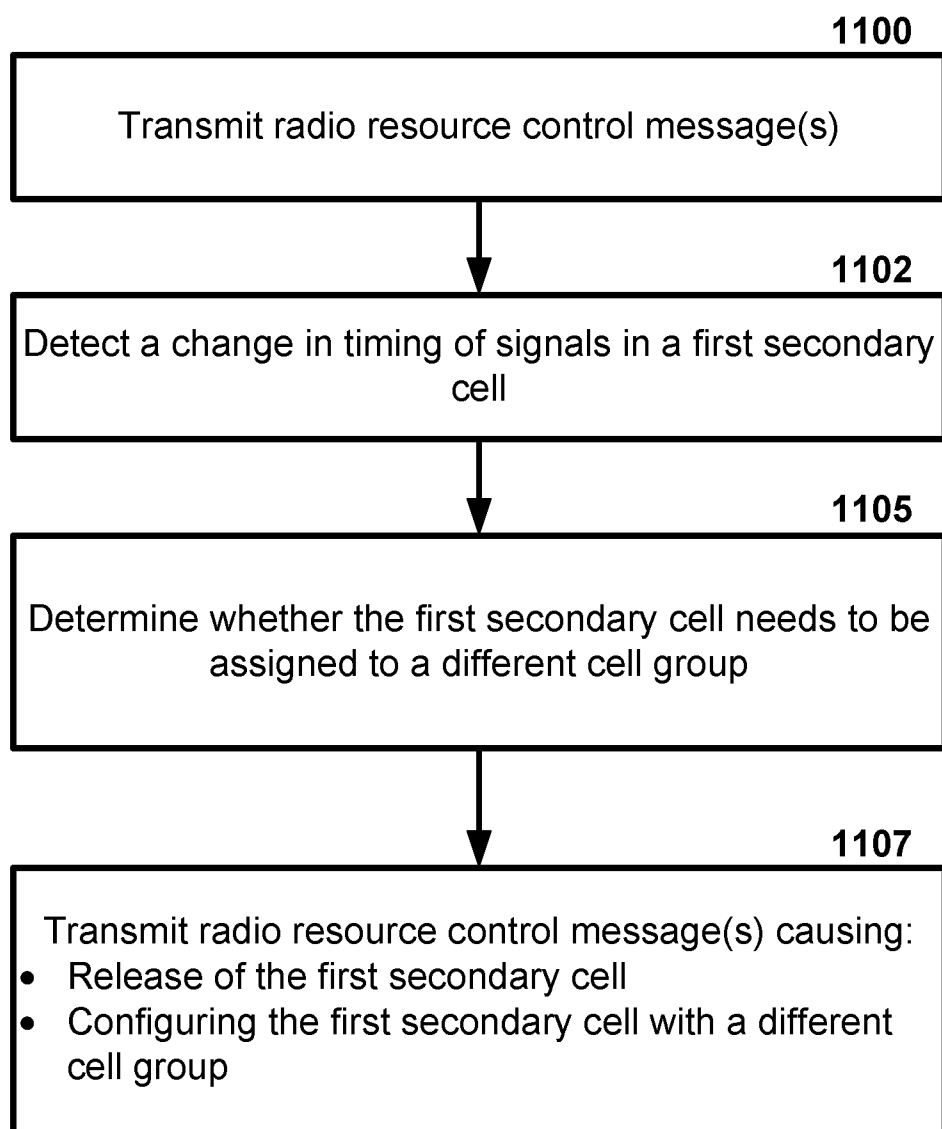 1100
Transmit radio resource control message(s)
1102
Detect a change in timing of signals in a first secondary
cell
1105
Determine whether the first secondary cell needs to be
assigned to a different cell group
1107
Transmit radio resource control message(s) causing:
• Release of the first secondary cell
• Configuring the first secondary cell with a different
cell group